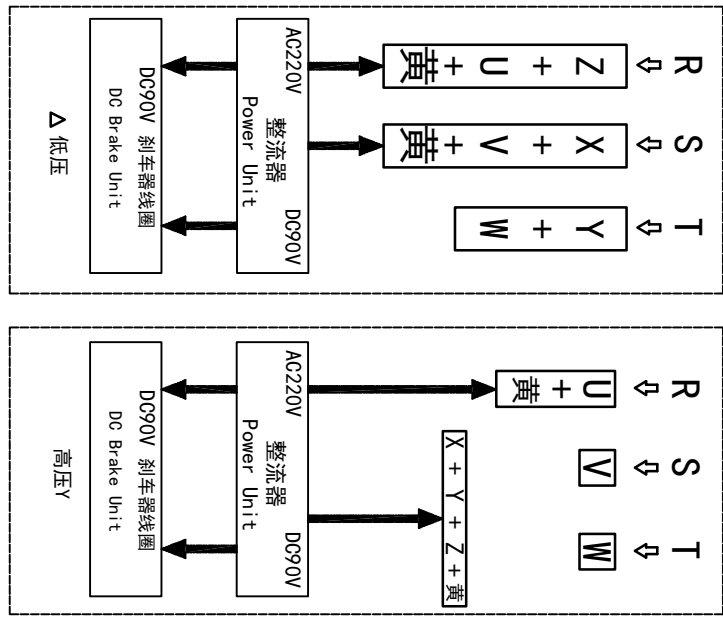 R S T
Z + U + 黄
X + V + 黄
Y + W
AC220V 整流器 DC90V
Power Unit
DC90V 刹车器线圈
DC Brake Unit
△ 低压
R S T
U + 黄
V
W
X + Y + Z + 黄
AC220V 整流器 DC90V
Power Unit
DC90V 刹车器线圈
DC Brake Unit
高压Y